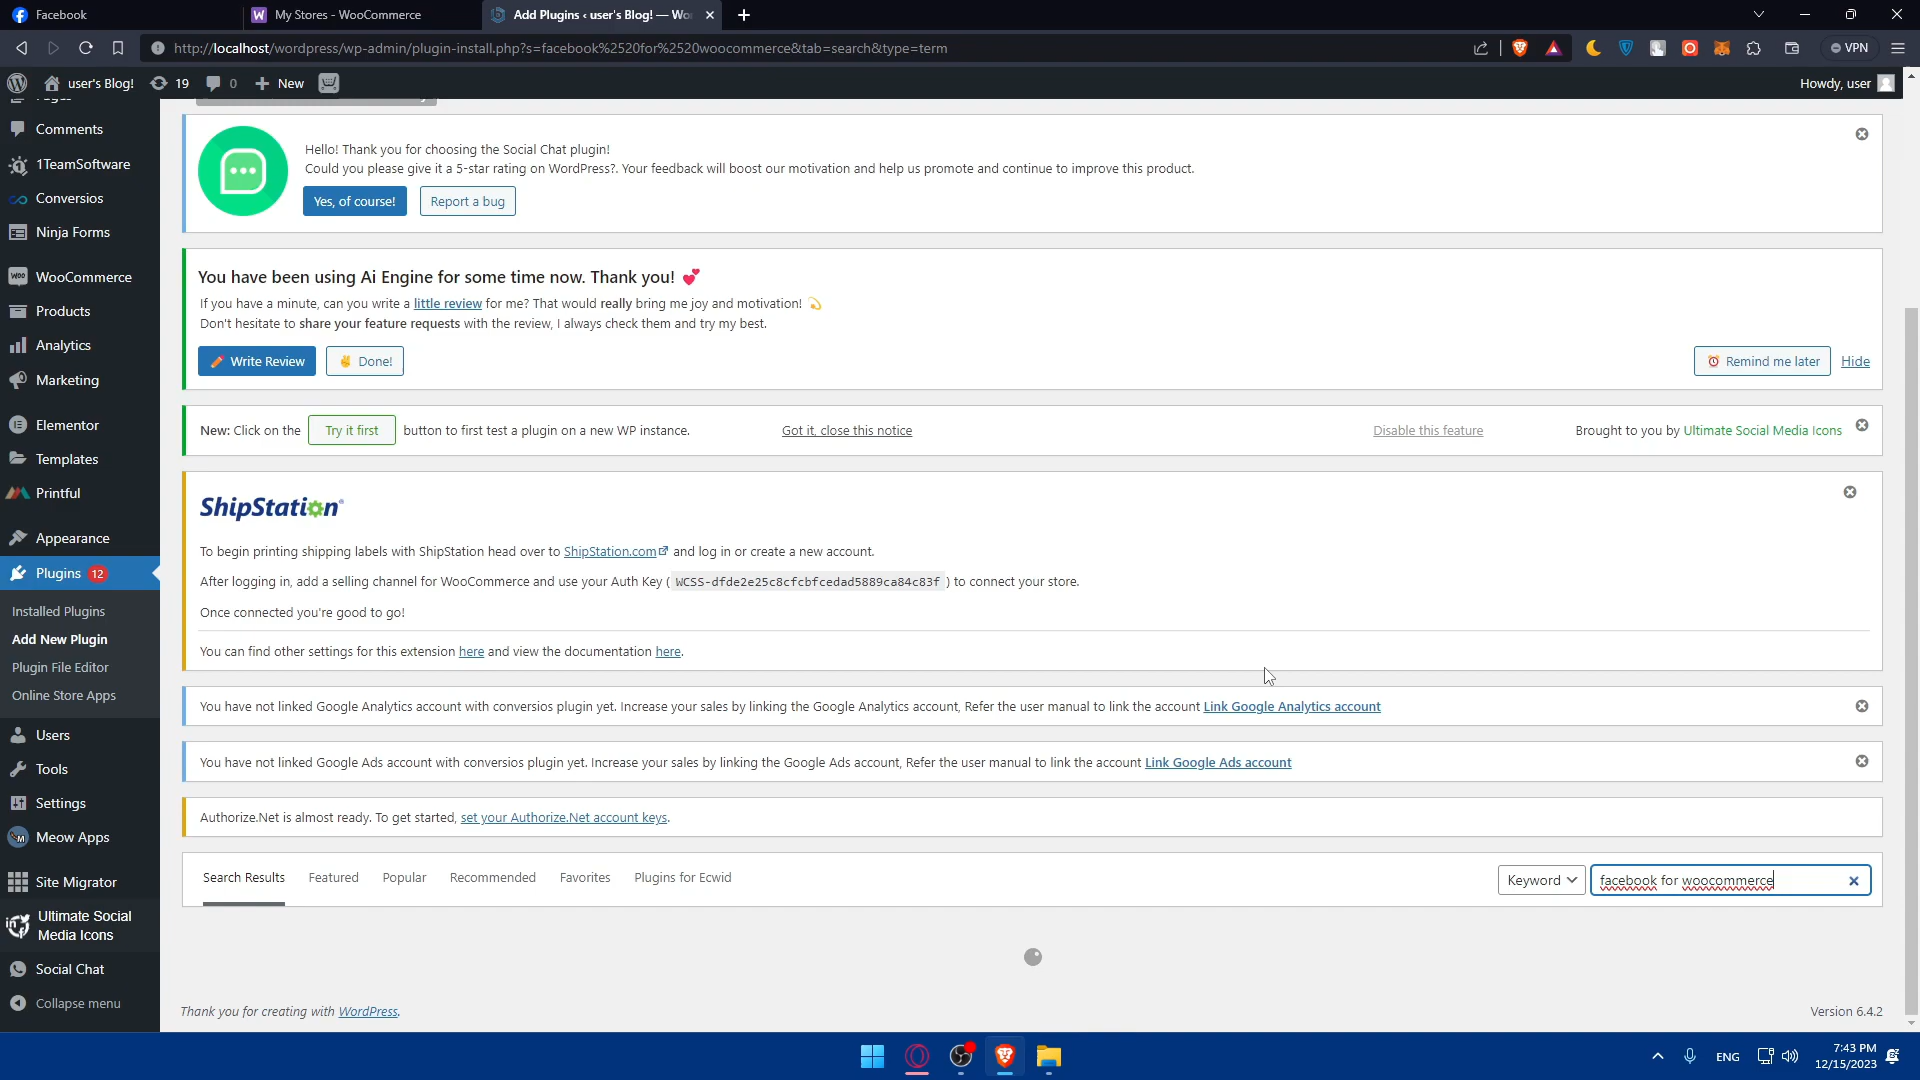 Facebook
My Stores - WooCommerce
Add Plugins ‹ user's Blog! — Wo
http://localhost/wordpress/wp-admin/plugin-install.php?s=facebook%2520for%2520woocommerce&tab=search&type=term
VPN
user's Blog!
19
0
New
Howdy, user
Comments
1TeamSoftware
Conversios
Ninja Forms
WooCommerce
Products
Analytics
Marketing
Elementor
Templates
Printful
Appearance
Plugins 12
Installed Plugins
Add New Plugin
Plugin File Editor
Online Store Apps
Users
Tools
Settings
Meow Apps
Site Migrator
Ultimate Social
Media Icons
Social Chat
Collapse menu
Hello! Thank you for choosing the Social Chat plugin!
Could you please give it a 5-star rating on WordPress?. Your feedback will boost our motivation and help us promote and continue to improve this product.
Yes, of course!
Report a bug
You have been using Ai Engine for some time now. Thank you! 💕
If you have a minute, can you write a little review for me? That would really bring me joy and motivation! 💫
Don't hesitate to share your feature requests with the review, I always check them and try my best.
Write Review
Done!
Remind me later
Hide
New: Click on the Try it first button to first test a plugin on a new WP instance.
Got it, close this notice
Disable this feature
Brought to you by Ultimate Social Media Icons
ShipStation
To begin printing shipping labels with ShipStation head over to ShipStation.com and log in or create a new account.
After logging in, add a selling channel for WooCommerce and use your Auth Key ( WCSS-dfde2e25c8cfcbfcedad5889ca84c83f ) to connect your store.
Once connected you're good to go!
You can find other settings for this extension here and view the documentation here.
You have not linked Google Analytics account with conversios plugin yet. Increase your sales by linking the Google Analytics account, Refer the user manual to link the account Link Google Analytics account
You have not linked Google Ads account with conversios plugin yet. Increase your sales by linking the Google Ads account, Refer the user manual to link the account Link Google Ads account
Authorize.Net is almost ready. To get started, set your Authorize.Net account keys.
Search Results
Featured
Popular
Recommended
Favorites
Plugins for Ecwid
Keyword
facebook for woocommerce
Thank you for creating with WordPress.
Version 6.4.2
ENG
7:43 PM
12/15/2023